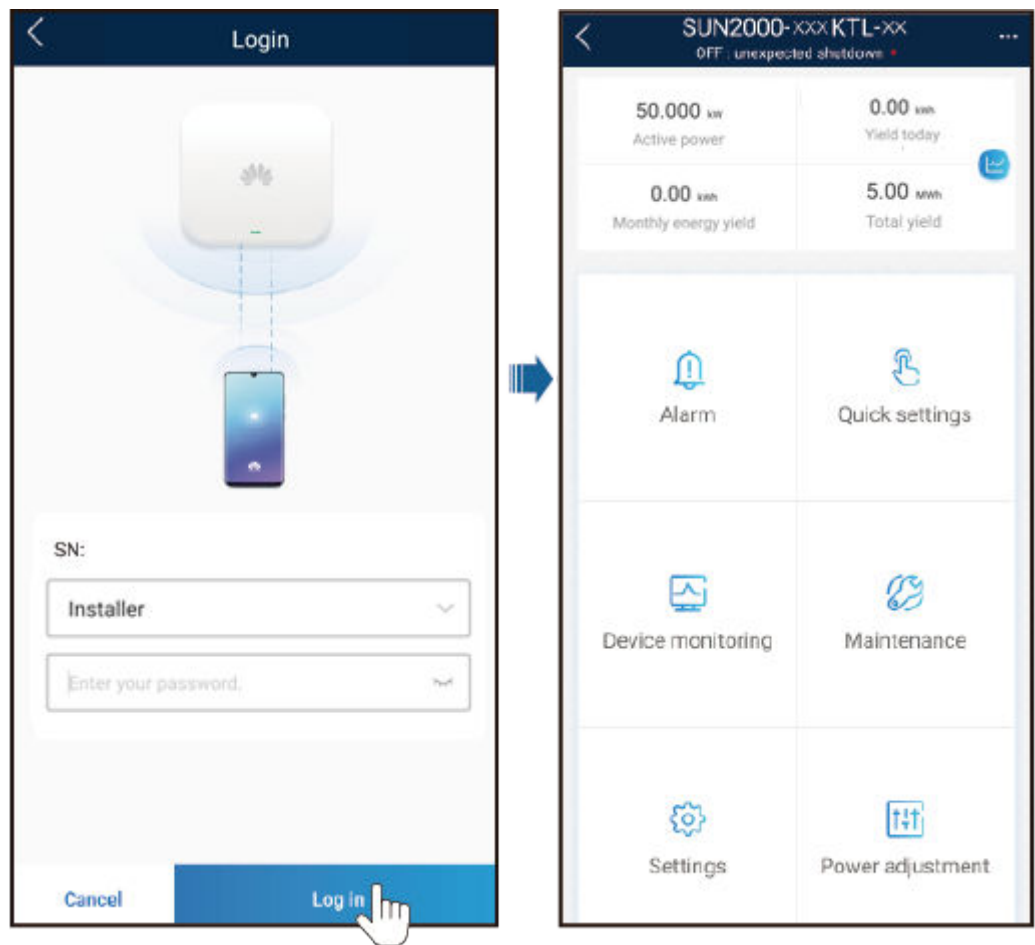 Login
SN:
Installer
Enter your password.
Cancel
Log in
SUN2000-×××KTL-××
OFF : unexpected shutdown
50.000 kW
Active power
0.00 kWh
Yield today
0.00 kWh
Monthly energy yield
5.00 MWh
Total yield
Alarm
Quick settings
Device monitoring
Maintenance
Settings
Power adjustment